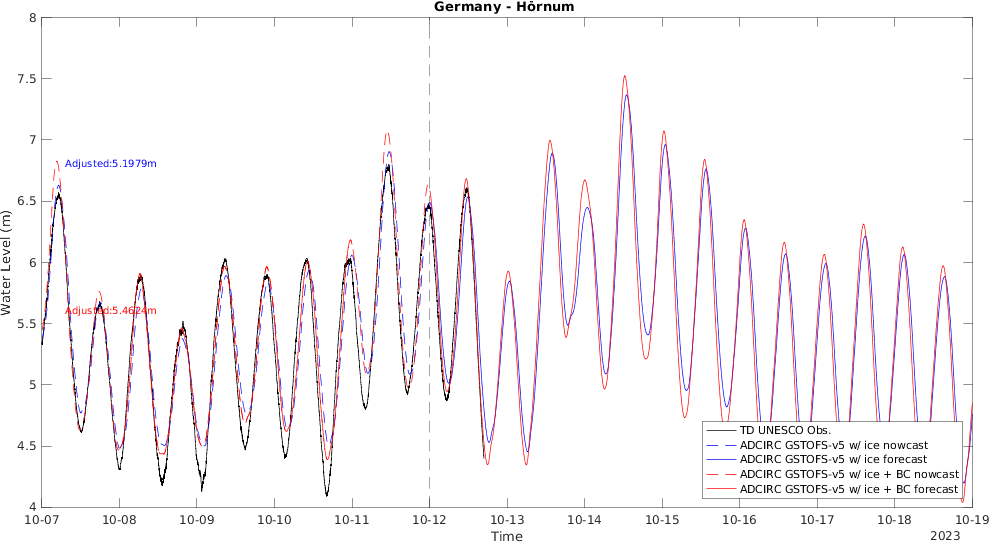 Germany - Hörnum
Water Level (m)
8
7.5
7
6.5
6
5.5
5
4.5
4
Adjusted:5.1979m
Adjusted:5.4624m
TD UNESCO Obs.
ADCIRC GSTOFS-v5 w/ ice nowcast
ADCIRC GSTOFS-v5 w/ ice forecast
ADCIRC GSTOFS-v5 w/ ice + BC nowcast
ADCIRC GSTOFS-v5 w/ ice + BC forecast
10-07 10-08 10-09 10-10 10-11 10-12 10-13 10-14 10-15 10-16 10-17 10-18 10-19
Time
2023